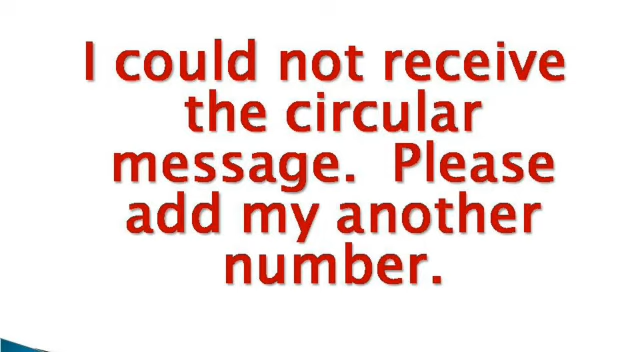 I could not receive
the circular
message.  Please
add my another
number.